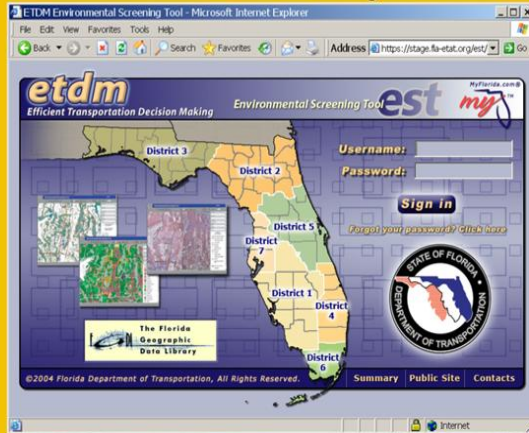 ETDM Environmental Screening Tool - Microsoft Internet Explorer
File Edit View Favorites Tools Help
Back Search Favorites Address https://stage.fla-etat.org/est/ Go
etdm
Efficient Transportation Decision Making
Environmental Screening Tool
est
MyFlorida.com
my
District 3
District 2
District 5
District 7
District 1
District 4
District 6
Username:
Password:
Sign in
Forgot your password? Click here
STATE OF FLORIDA
DEPARTMENT OF TRANSPORTATION
The Florida
Geographic
Data Library
©2004 Florida Department of Transportation, All Rights Reserved.
Summary Public Site Contacts
Internet